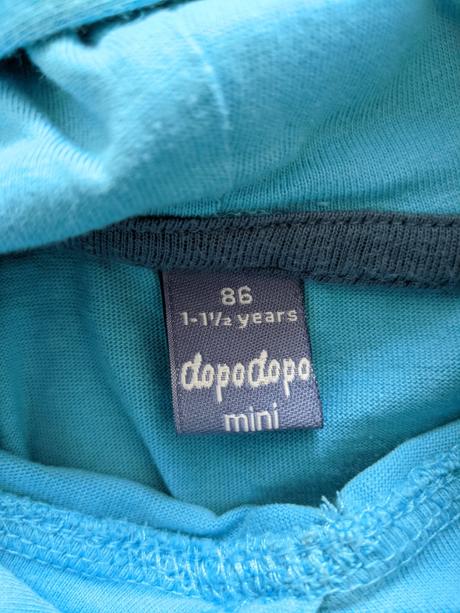 86
1-1½ years
dopodopo
mini